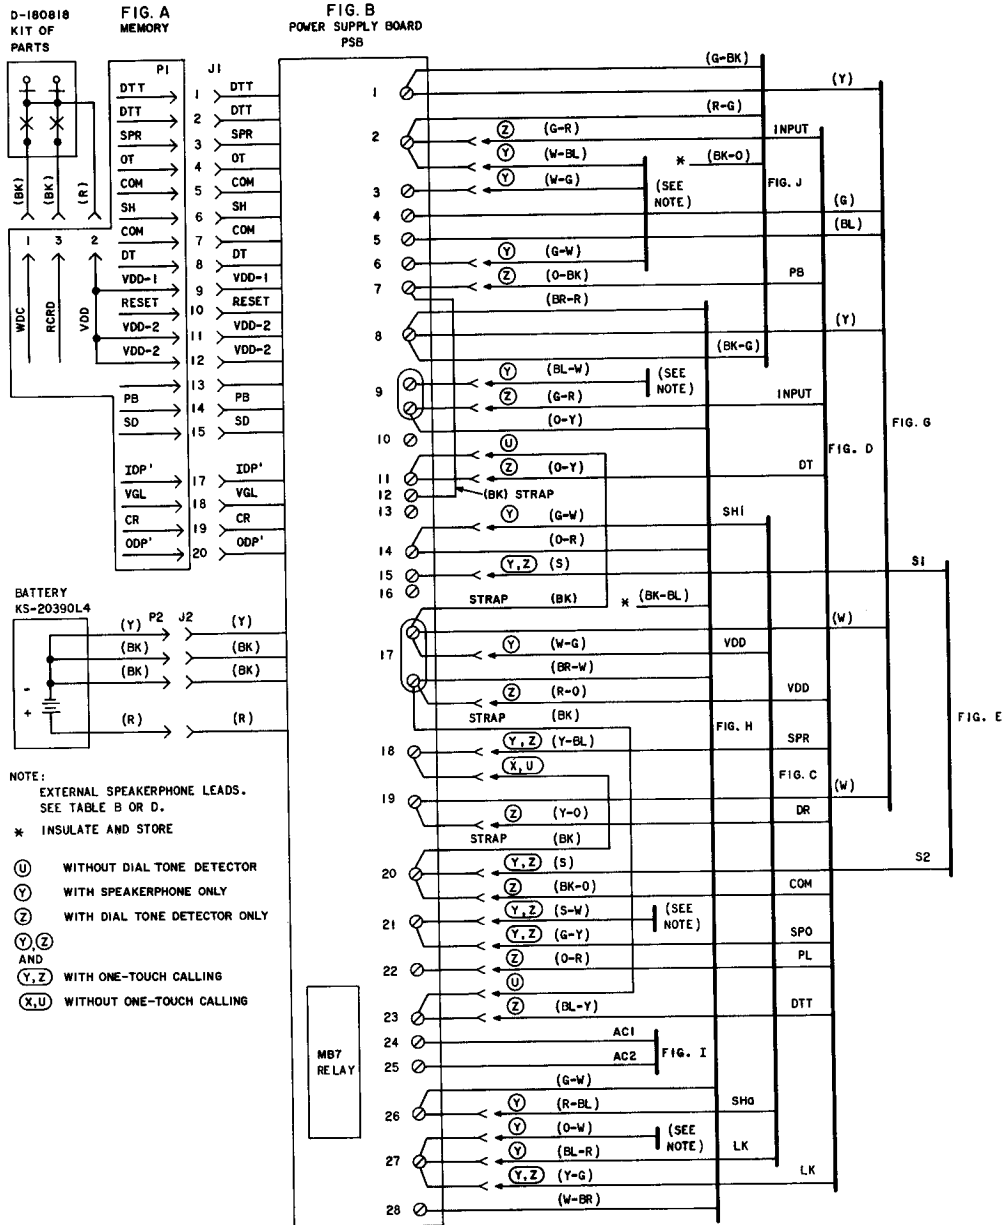 D-180818
KIT OF
PARTS
FIG. A
MEMORY
FIG. B
POWER SUPPLY BOARD
PSB
P1 J1
DTT 1 DTT
DTT 2 DTT
SPR 3 SPR
OT 4 OT
COM 5 COM
SH 6 SH
COM 7 COM
DT 8 DT
VDD-1 9 VDD-1
RESET 10 RESET
VDD-2 11 VDD-2
VDD-2 12 VDD-2
13
PB 14 PB
SD 15 SD
IDP' 17 IDP'
VGL 18 VGL
CR 19 CR
ODP' 20 ODP'
(BK) (BK) (R)
1 3 2
WDC RCRD VDD
BATTERY
KS-20390L4
P2 J2
(Y) (Y)
(BK) (BK)
(BK) (BK)
(R) (R)
- +
NOTE:
EXTERNAL SPEAKERPHONE LEADS.
SEE TABLE B OR D.
* INSULATE AND STORE
U WITHOUT DIAL TONE DETECTOR
Y WITH SPEAKERPHONE ONLY
Z WITH DIAL TONE DETECTOR ONLY
Y,Z
AND
Y,Z WITH ONE-TOUCH CALLING
X,U WITHOUT ONE-TOUCH CALLING
MB7
RELAY
(G-BK)
1 (Y)
(R-G)
2 Z (G-R) INPUT
Y (W-BL)
* (BK-O)
3 Y (W-G)
(SEE
NOTE)
FIG. J
4 (G)
5 (BL)
6 Y (G-W)
7 Z (O-BK) PB
(BR-R)
8 (Y)
(BK-G)
9 Y (BL-W)
(SEE
NOTE)
Z (G-R) INPUT
(O-Y)
FIG. G
10 U
FIG. D
11 Z (O-Y) DT
12 (BK) STRAP
13 Y (G-W) SH1
14 (O-R)
15 Y,Z (S) S1
16
STRAP (BK)
* (BK-BL)
(W)
17 Y (W-G) VDD
(BR-W)
Z (R-O) VDD
STRAP (BK)
FIG. H
FIG. E
18 Y,Z (Y-BL) SPR
X,U
FIG. C
19 (W)
Z (Y-O) DR
STRAP (BK)
20 Y,Z (S) S2
Z (BK-O) COM
21 Y,Z (S-W)
(SEE
NOTE)
Y,Z (G-Y) SPO
22 Z (O-R) PL
U
23 Z (BL-Y) DTT
24 AC1
25 AC2
FIG. I
(G-W)
26 Y (R-BL) SHG
Y (O-W)
(SEE
NOTE)
27 Y (BL-R) LK
Y,Z (Y-G) LK
28 (W-BR)